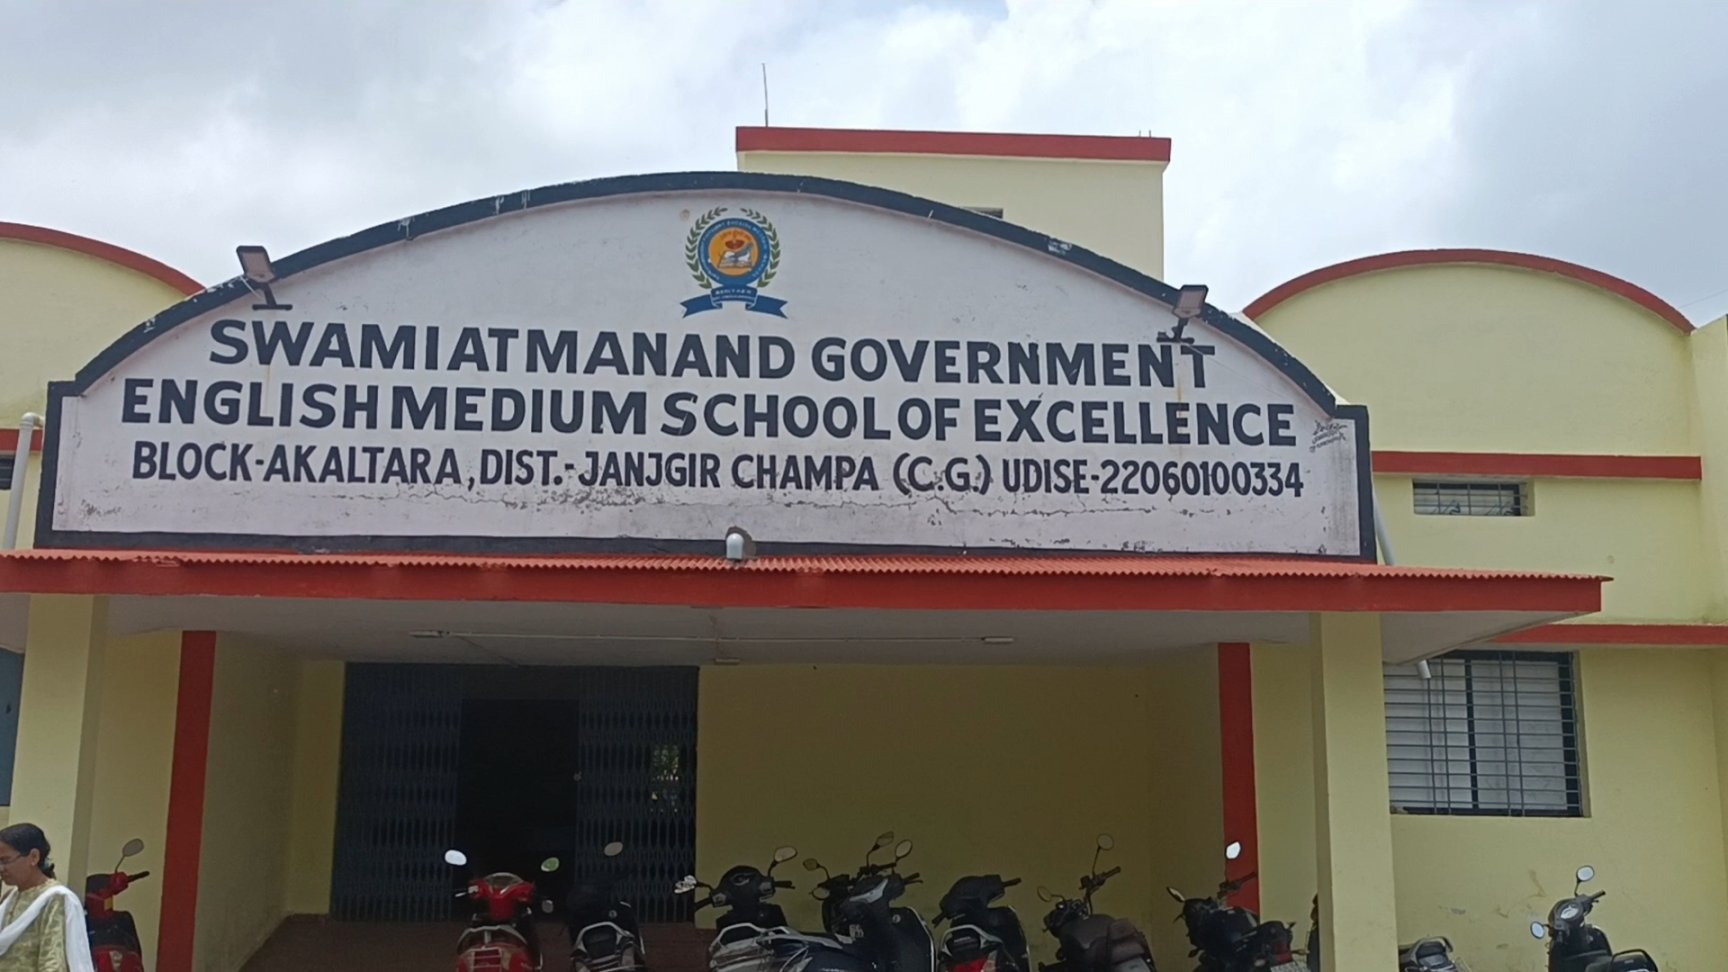 SWAMI ATMANAND GOVERNMENT
ENGLISH MEDIUM SCHOOL OF EXCELLENCE
BLOCK-AKALTARA, DIST.- JANJGIR CHAMPA (C.G.) UDISE-22060100334